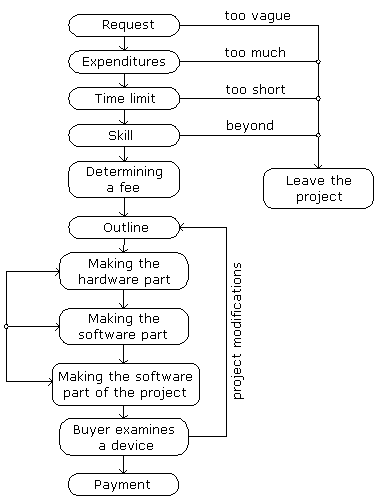 Request
too vague
Expenditures
too much
Time limit
too short
Skill
beyond
Determining
a fee
Leave the
project
Outline
Making the
hardware part
Making the
software part
Making the software
part of the project
Buyer examines
a device
project modifications
Payment